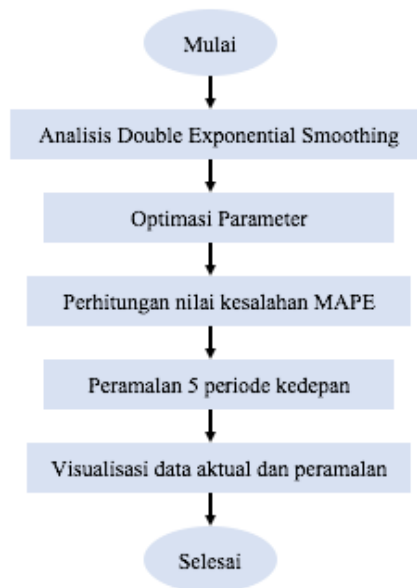 Mulai
Analisis Double Exponential Smoothing
Optimasi Parameter
Perhitungan nilai kesalahan MAPE
Peramalan 5 periode kedepan
Visualisasi data aktual dan peramalan
Selesai